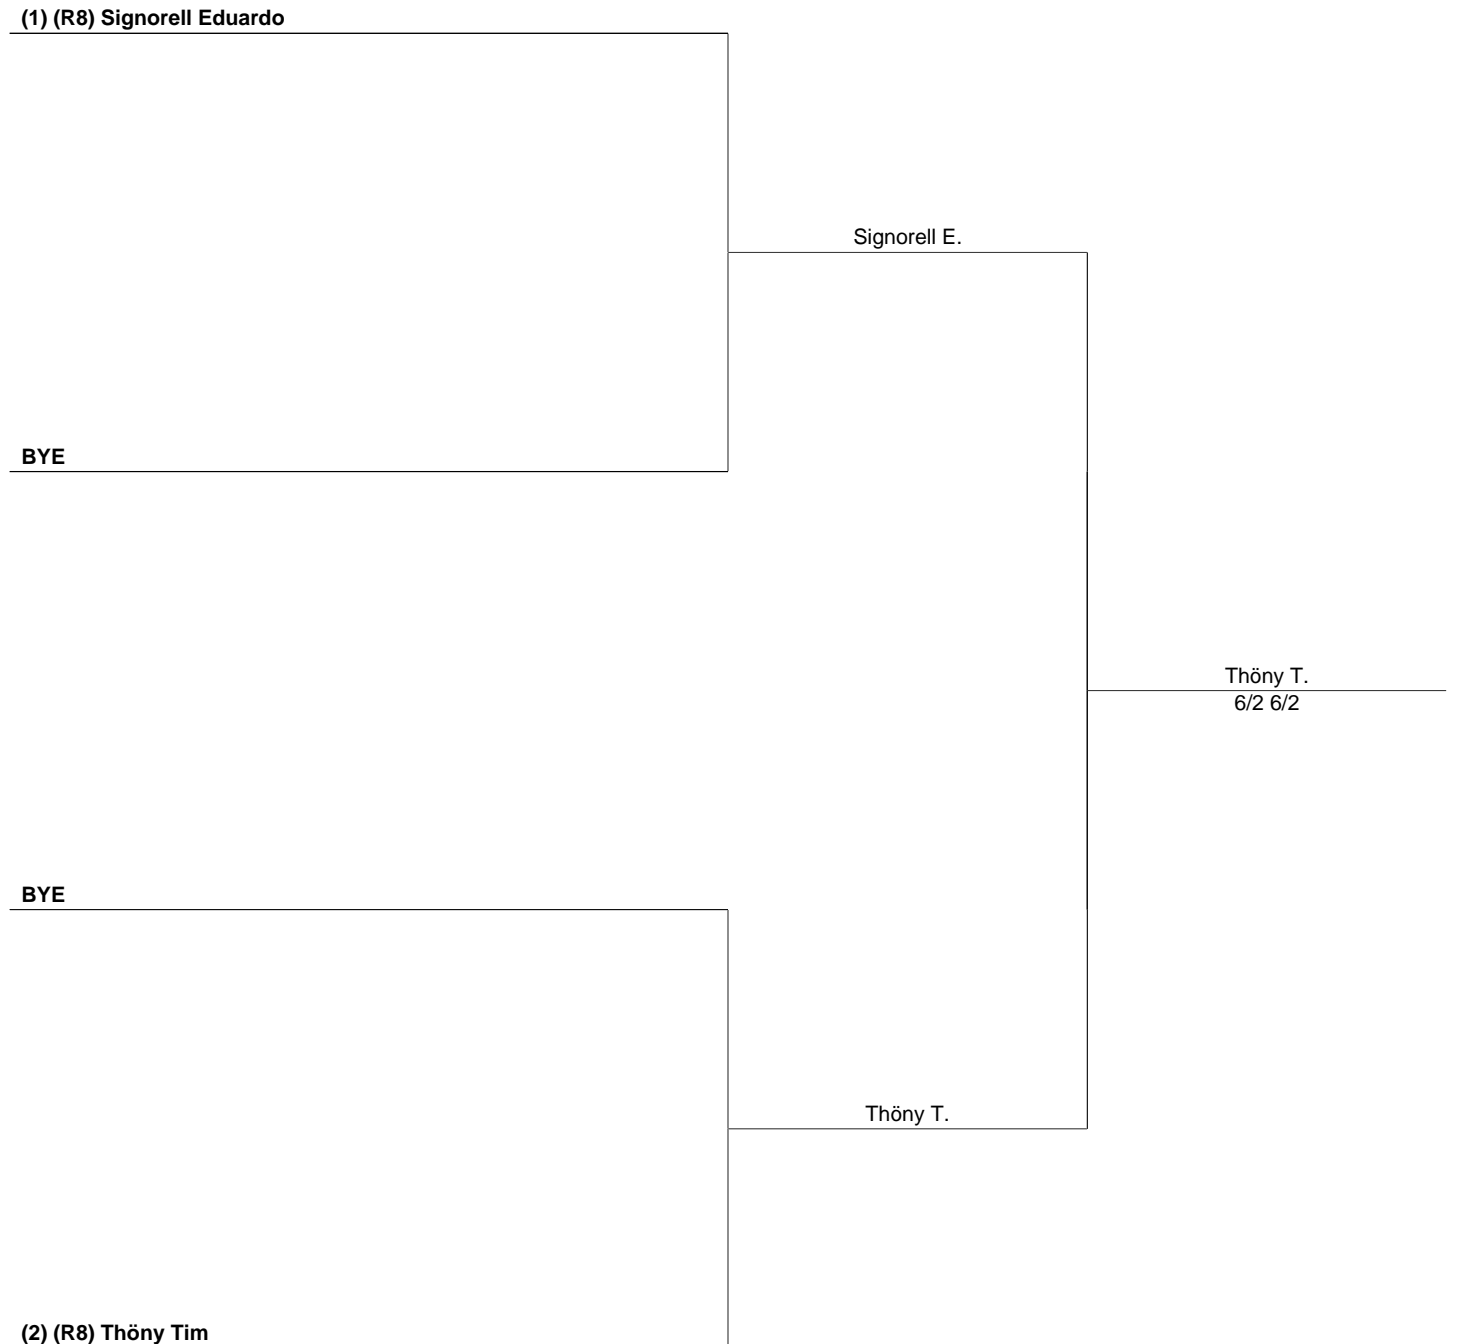 (1) (R8) Signorell Eduardo
Signorell E.
BYE
Thöny T.
6/2 6/2
BYE
Thöny T.
(2) (R8) Thöny Tim